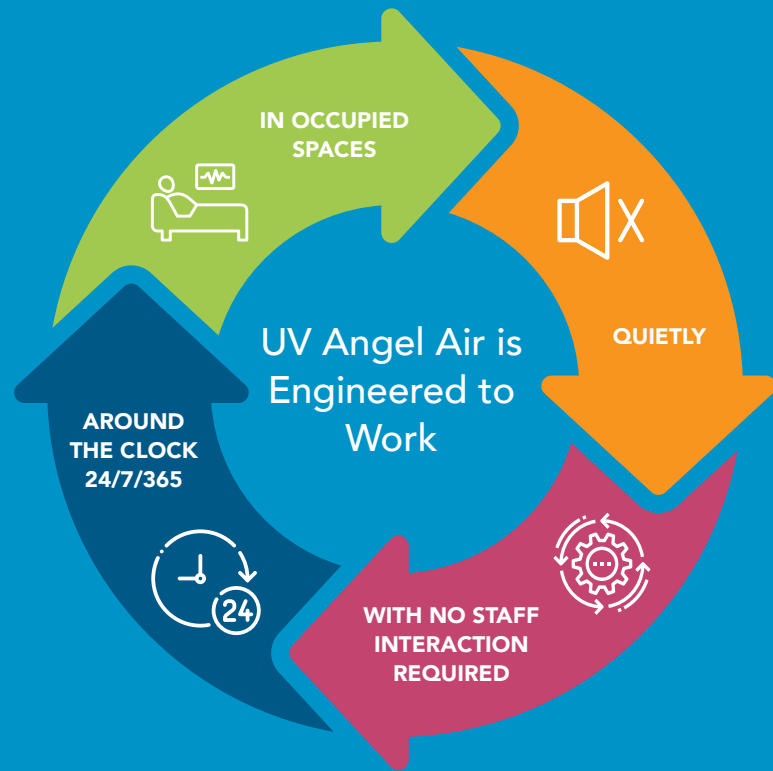 IN OCCUPIED
SPACES
QUIETLY
UV Angel Air is
Engineered to
Work
AROUND
THE CLOCK
24/7/365
24
WITH NO STAFF
INTERACTION
REQUIRED